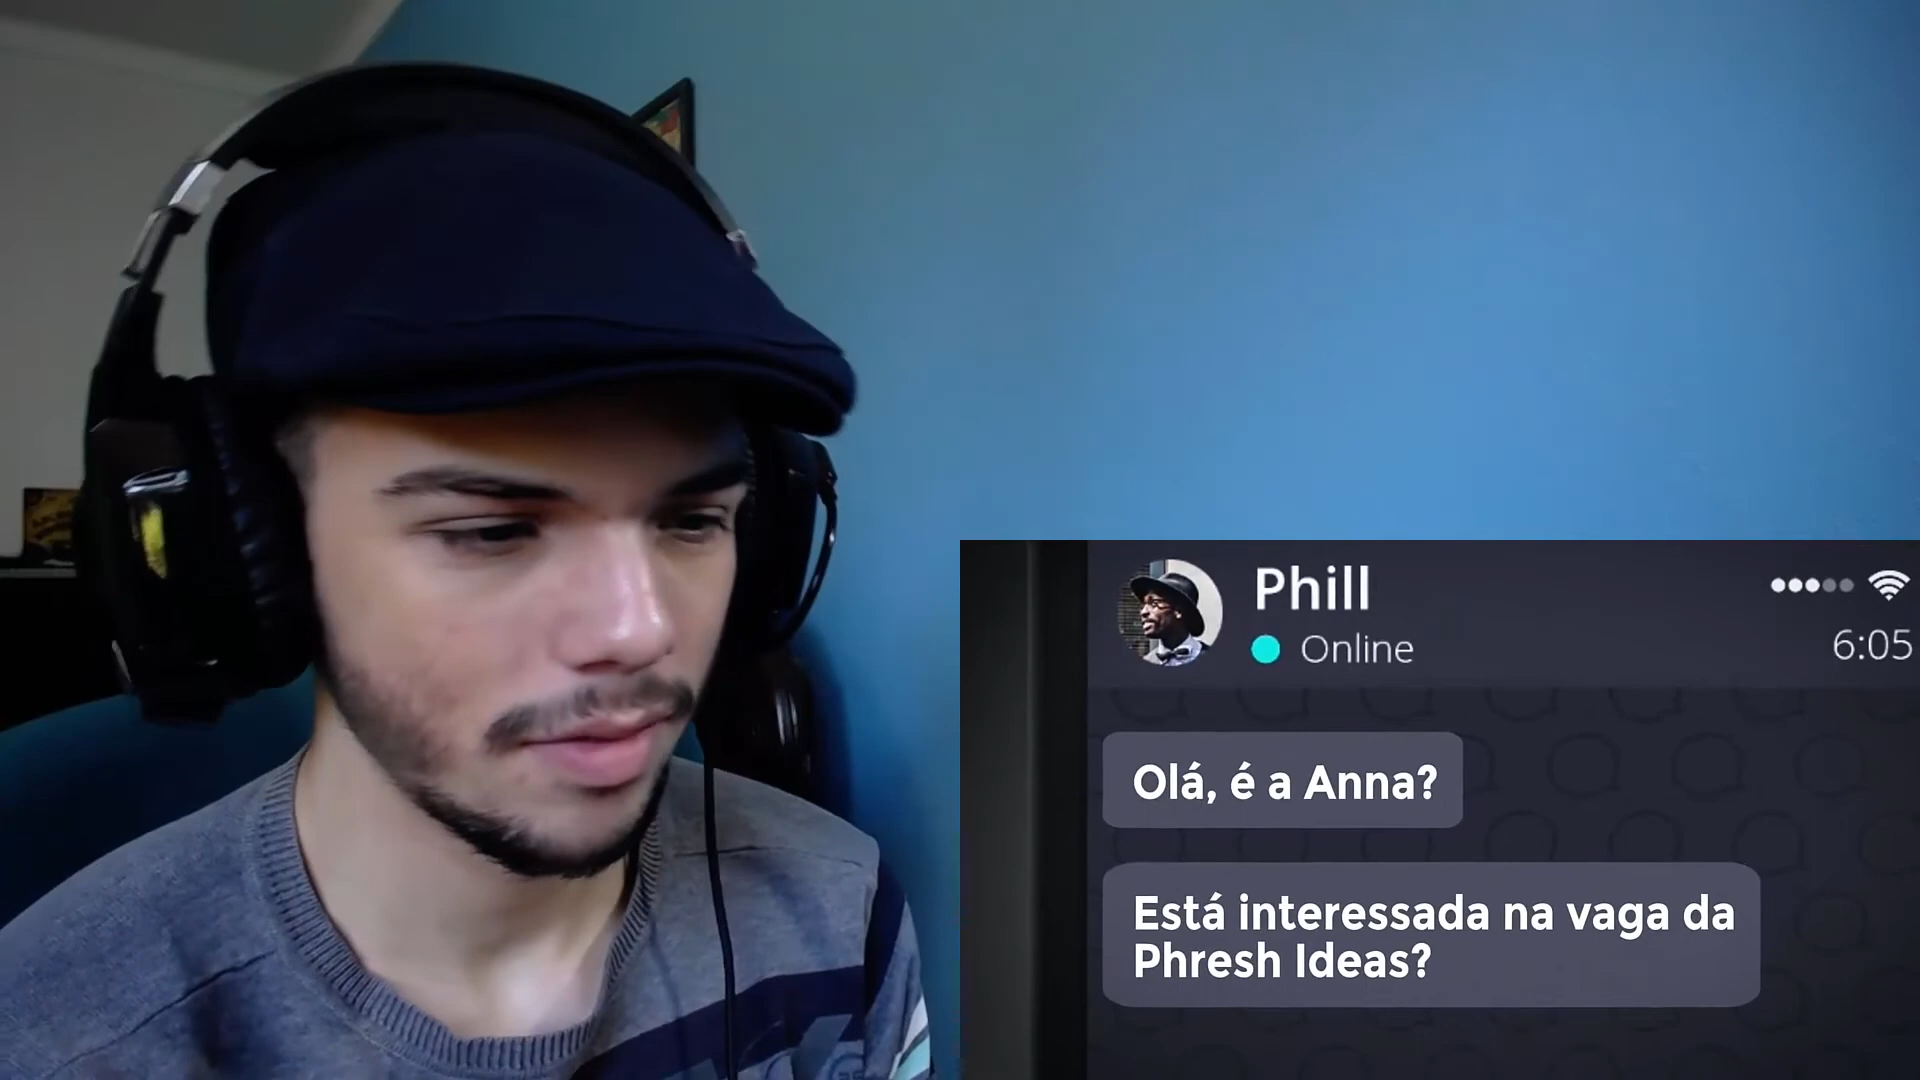 Phill
Online
6:05
Olá, é a Anna?
Está interessada na vaga da
Phresh Ideas?